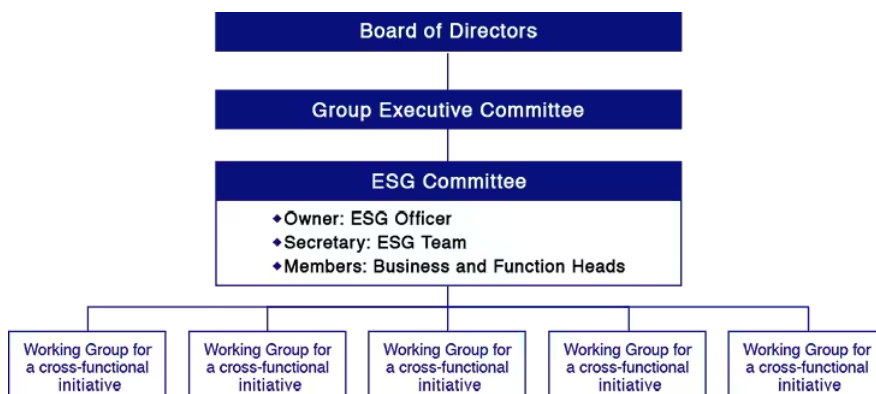 Board of Directors
Group Executive Committee
ESG Committee
◆Owner: ESG Officer
◆Secretary: ESG Team
◆Members: Business and Function Heads
Working Group for
a cross-functional
initiative
Working Group for
a cross-functional
initiative
Working Group for
a cross-functional
initiative
Working Group for
a cross-functional
initiative
Working Group for
a cross-functional
initiative